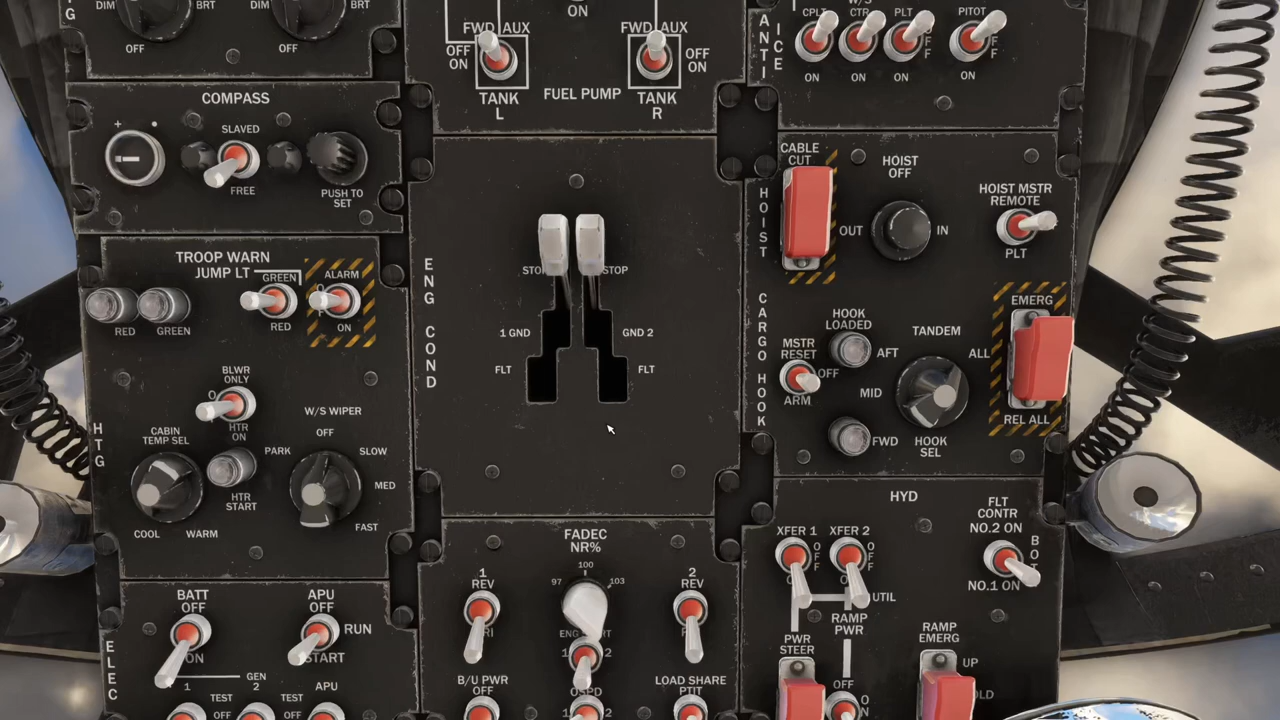 DIM
BRT
DIM
BRT
OFF
OFF
ON
FWD AUX
FWD AUX
OFF
ON
OFF
ON
TANK
L
FUEL PUMP
TANK
R
ANTI
ICE
CPLT
W/S
CTR
PLT
PITOT
OFF
OFF
ON
ON
ON
ON
COMPASS
+
SLAVED
FREE
PUSH TO
SET
TROOP WARN
JUMP LT
GREEN
ALARM
RED
GREEN
RED
ON
ENG COND
STOP
STOP
1 GND
GND 2
FLT
FLT
HOIST
CABLE
CUT
HOIST
OFF
OUT
IN
HOIST MSTR
REMOTE
PLT
CARGO HOOK
HOOK
LOADED
MSTR
RESET
OFF
ARM
AFT
MID
FWD
TANDEM
ALL
HOOK
SEL
EMERG
REL ALL
HTG
BLWR
ONLY
HTR
ON
CABIN
TEMP SEL
COOL
WARM
HTR
START
W/S WIPER
OFF
PARK
SLOW
MED
FAST
FADEC
NR%
97
100
103
1
REV
2
REV
B/U PWR
OFF
LOAD SHARE
PTIT
HYD
XFER 1
OFF
XFER 2
OFF
UTIL
FLT
CONTR
NO.2 ON
BOT
NO.1 ON
PWR
STEER
RAMP
PWR
OFF
ON
RAMP
EMERG
UP
ELEC
BATT
OFF
ON
APU
OFF
RUN
START
GEN
1
2
TEST
OFF
TEST
OFF
APU